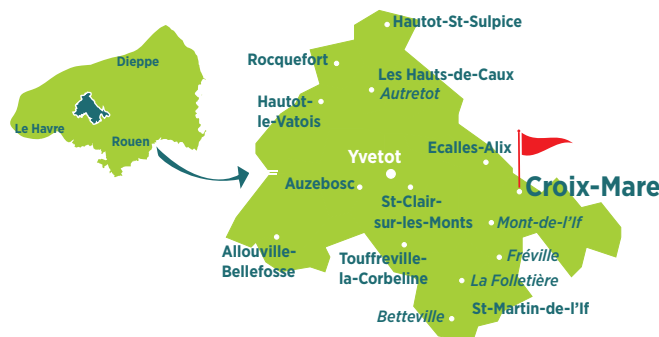 Dieppe
Le Havre
Rouen
Hautot-St-Sulpice
Rocquefort
Les Hauts-de-Caux
Autretot
Hautot-
le-Vatois
Yvetot
Ecalles-Alix
Croix-Mare
Auzebosc
St-Clair-
sur-les-Monts
Mont-de-l'If
Allouville-
Bellefosse
Touffreville-
la-Corbeline
Fréville
La Folletière
St-Martin-de-l'If
Betteville